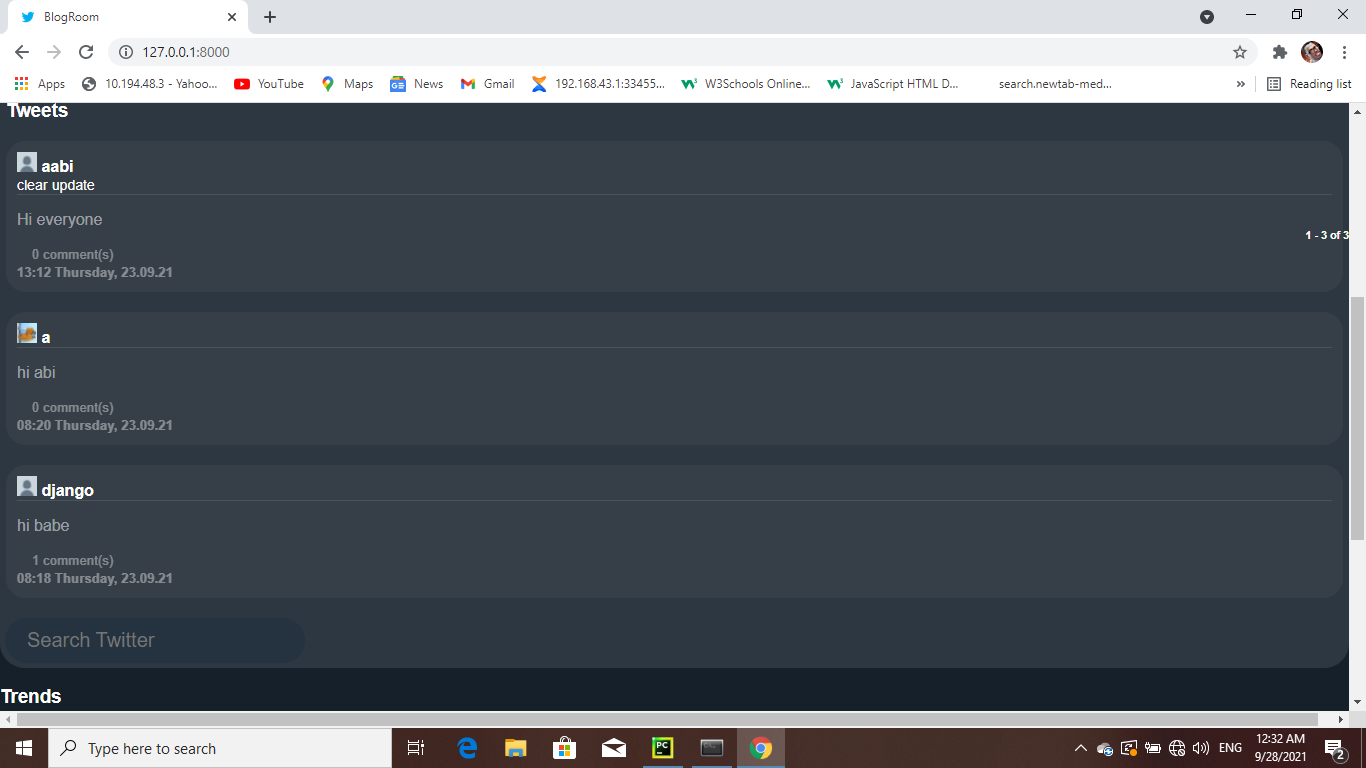 BlogRoom
127.0.0.1:8000
Apps
10.194.48.3 - Yahoo...
YouTube
Maps
GE
News
Gmail
192.168.43.1:33455...
W3Schools Online...
JavaScript HTML D...
search.newtab-med...
»
Reading list
Tweets
aabi
clear update
Hi everyone
1 - 3 of 3
0 comment(s)
13:12 Thursday, 23.09.21
a
hi abi
0 comment(s)
08:20 Thursday, 23.09.21
django
hi babe
1 comment(s)
08:18 Thursday, 23.09.21
Search Twitter
Trends
Type here to search
PC
ENG
12:32 AM
9/28/2021
2